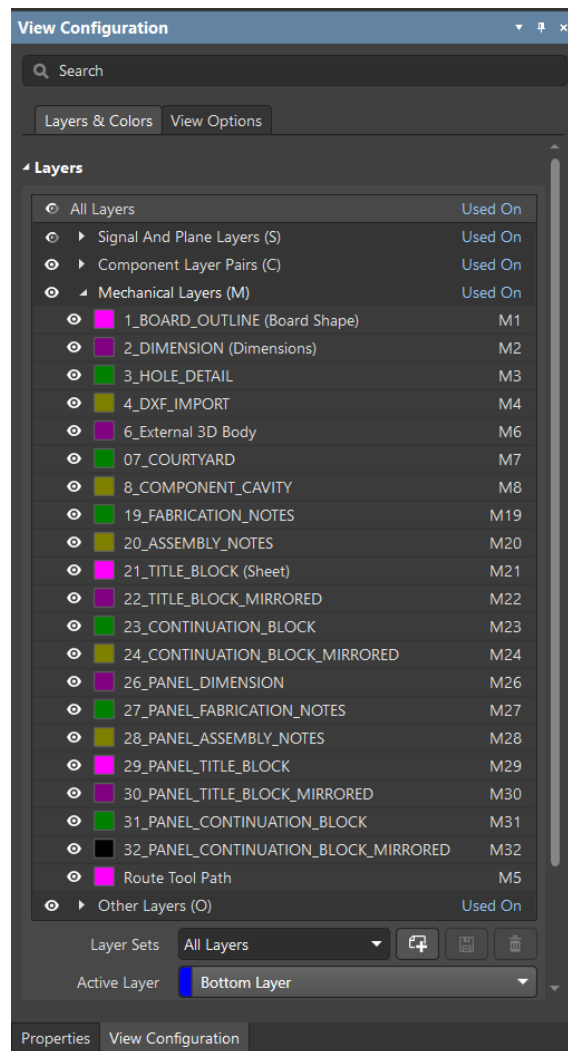 View Configuration
Search
Layers & Colors View Options
Layers
All Layers Used On
Signal And Plane Layers (S) Used On
Component Layer Pairs (C) Used On
Mechanical Layers (M) Used On
1_BOARD_OUTLINE (Board Shape) M1
2_DIMENSION (Dimensions) M2
3_HOLE_DETAIL M3
4_DXF_IMPORT M4
6_External 3D Body M6
07_COURTYARD M7
8_COMPONENT_CAVITY M8
19_FABRICATION_NOTES M19
20_ASSEMBLY_NOTES M20
21_TITLE_BLOCK (Sheet) M21
22_TITLE_BLOCK_MIRRORED M22
23_CONTINUATION_BLOCK M23
24_CONTINUATION_BLOCK_MIRRORED M24
26_PANEL_DIMENSION M26
27_PANEL_FABRICATION_NOTES M27
28_PANEL_ASSEMBLY_NOTES M28
29_PANEL_TITLE_BLOCK M29
30_PANEL_TITLE_BLOCK_MIRRORED M30
31_PANEL_CONTINUATION_BLOCK M31
32_PANEL_CONTINUATION_BLOCK_MIRRORED M32
Route Tool Path M5
Other Layers (O) Used On
Layer Sets All Layers
Active Layer Bottom Layer
Properties View Configuration